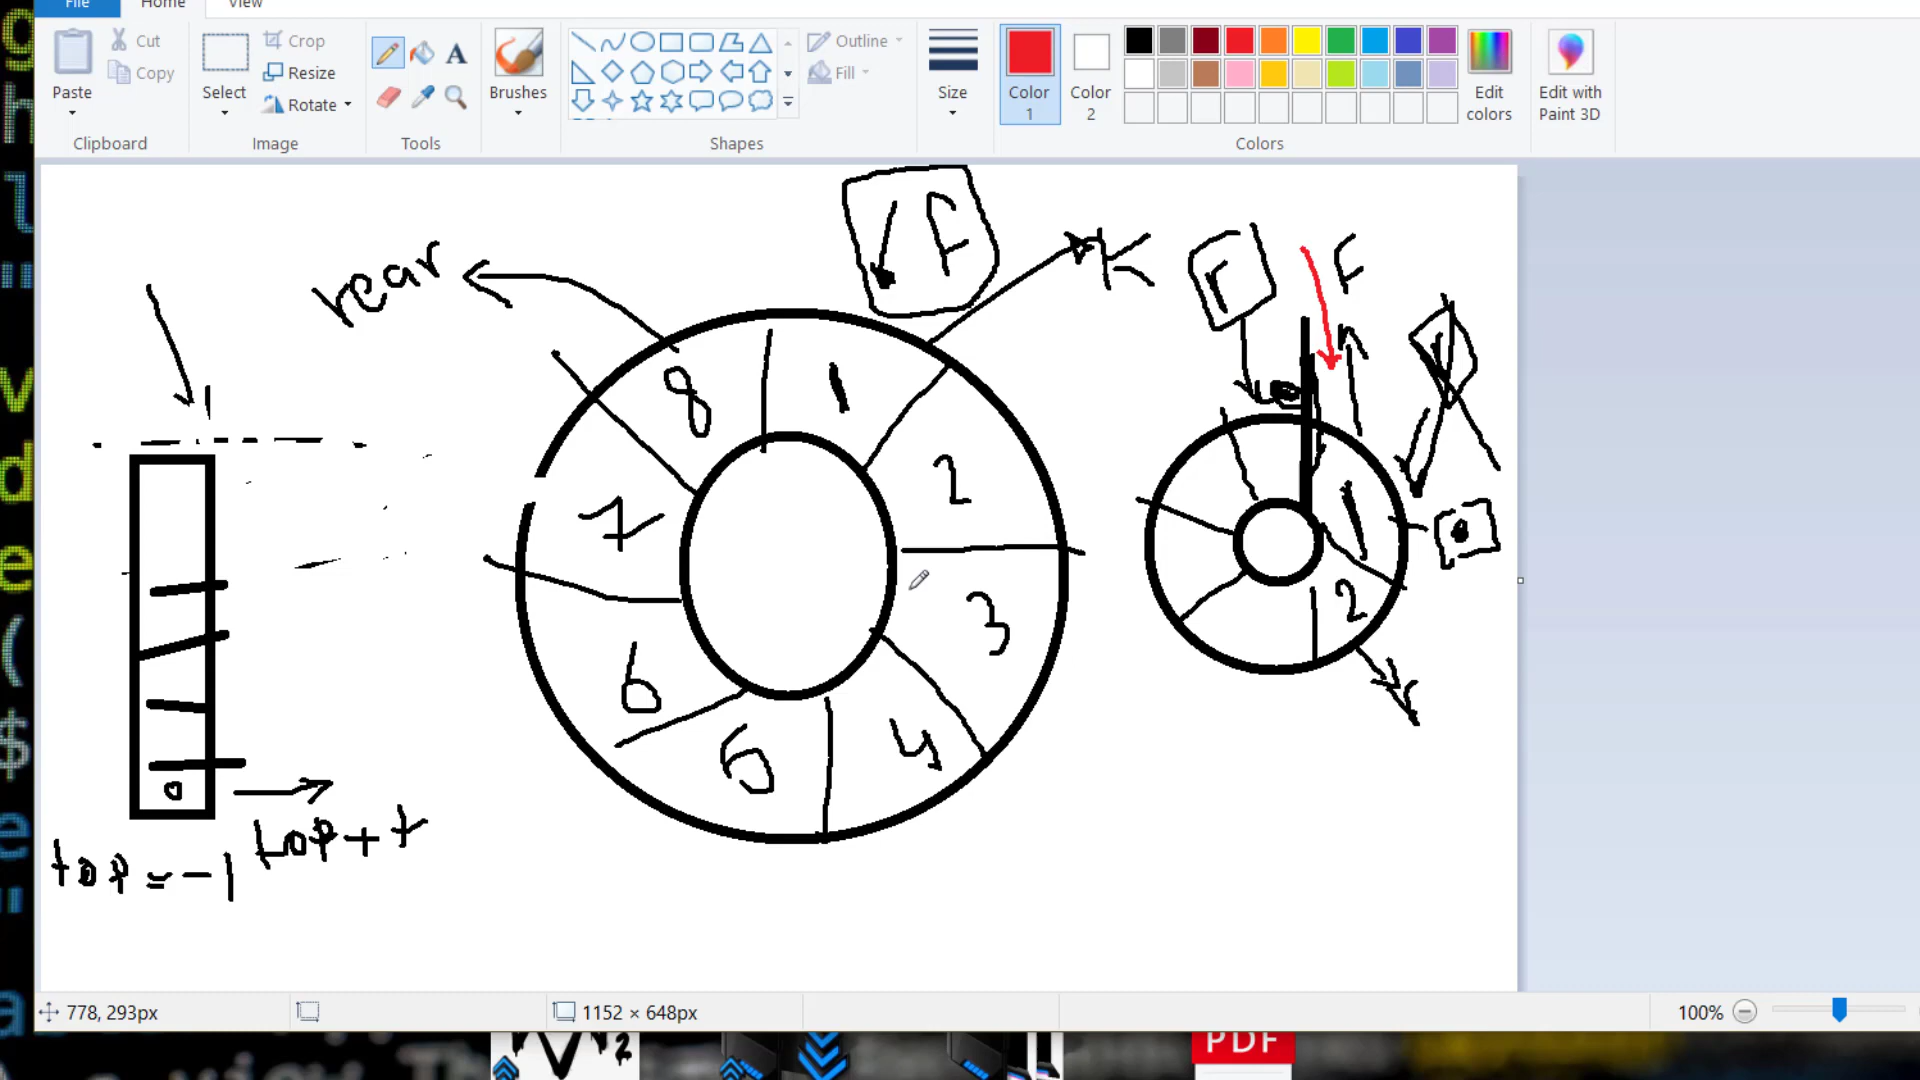 File Home View
Paste
Cut
Copy
Clipboard
Select
Crop
Resize
Rotate
Image
A
Tools
Brushes
Outline
Fill
Shapes
Size
Color 1
Color 2
Colors
Edit colors
Edit with Paint 3D
rear
F
K
r
F
8
1
2
7
3
6
5
4
1
2
top = -1
top + +
778, 293px
1152 × 648px
100%
PDF